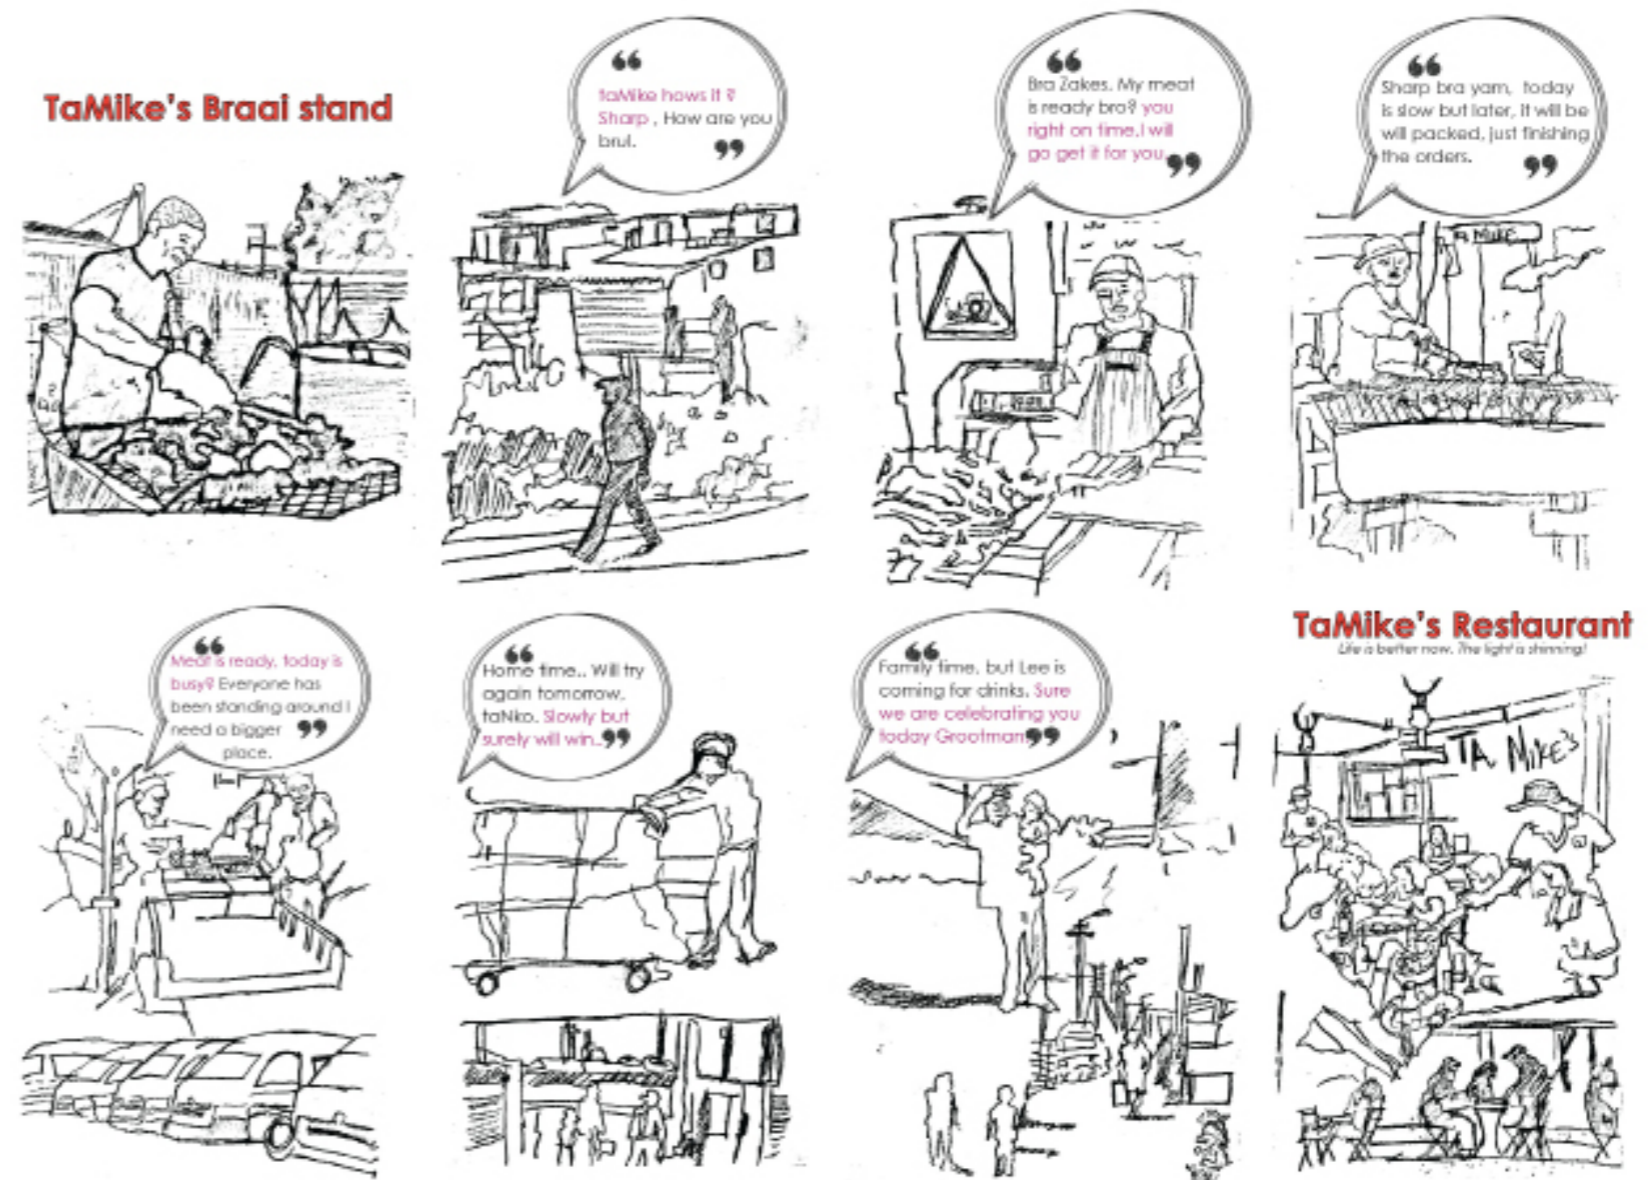 TaMike's Braai stand
taMike hows it ?
Sharp , How are you
brul.
Bra Zakes. My meat
is ready bro? you
right on time.I will
go get it for you.
Sharp bra yam, today
is slow but later, it will be
will packed, just finishing
the orders.
A MIKE
Meat is ready, today is
busy? Everyone has
been standing around I
need a bigger
place.
Home time.. Will try
again tomorrow.
taNko. Slowly but
surely will win..
Family time, but Lee is
coming for drinks. Sure
we are celebrating you
today Grootman
TaMike's Restaurant
Life is better now. The light is shinning!
TA. MIKE'S